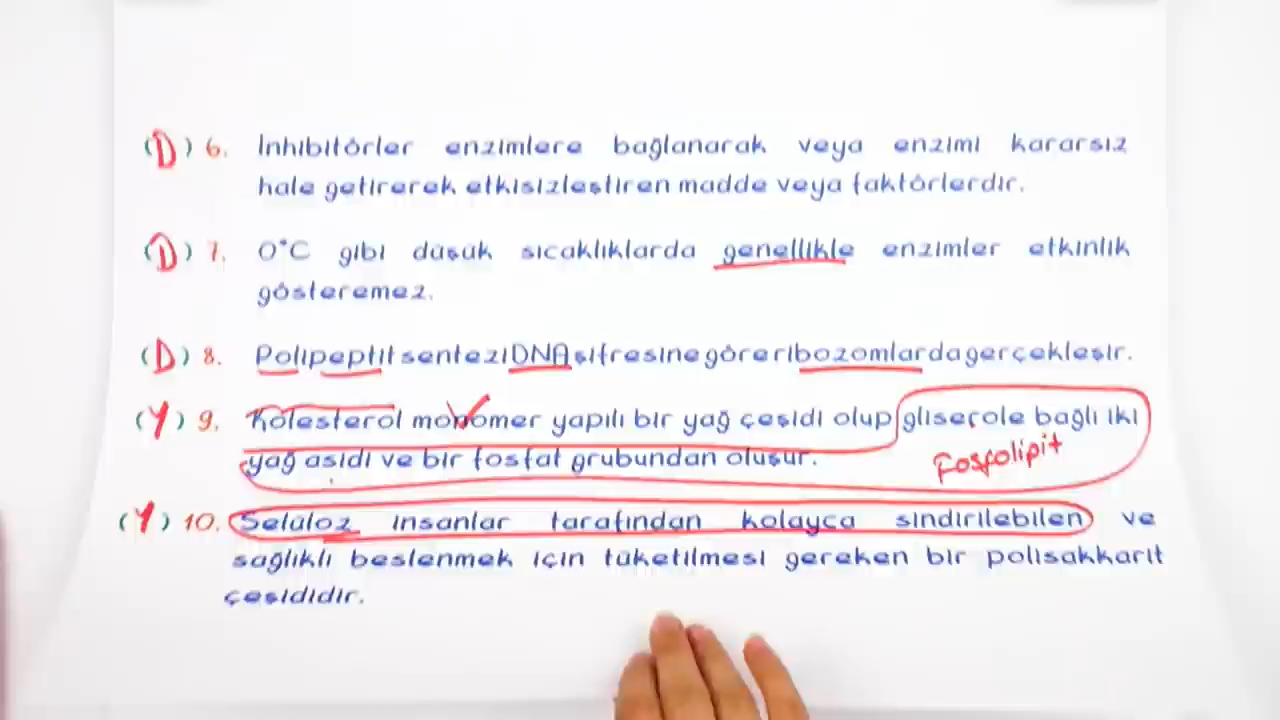 (D) 6. İnhibitörler enzimlere bağlanarak veya enzimi kararsız
hale getirerek etkisizleştiren madde veya faktörlerdir.
(D) 7. 0°C gibi düşük sıcaklıklarda genellikle enzimler etkinlik
gösteremez.
(D) 8. Polipeptit sentezi DNA şifresine göre ribozomlarda gerçekleşir.
(Y) 9. Kolesterol monomer yapılı bir yağ çeşidi olup gliserole bağlı iki
yağ asidi ve bir fosfat grubundan oluşur.
Fosfolipit
(Y) 10. Selüloz insanlar tarafından kolayca sindirilebilen ve
sağlıklı beslenmek için tüketilmesi gereken bir polisakkarit
çeşididir.